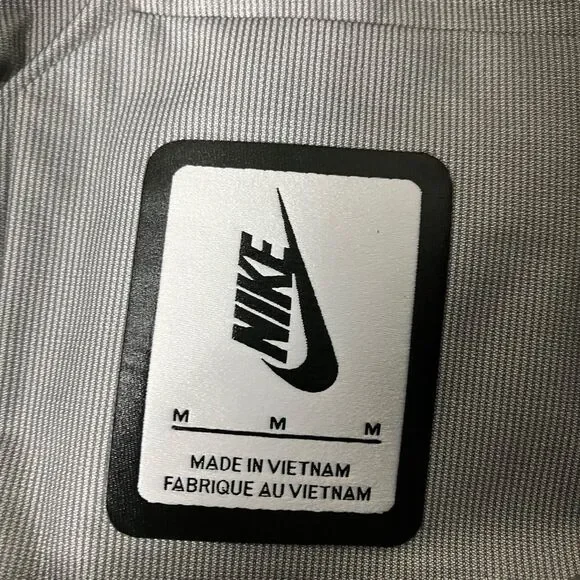 NIKE
M M M
MADE IN VIETNAM
FABRIQUE AU VIETNAM